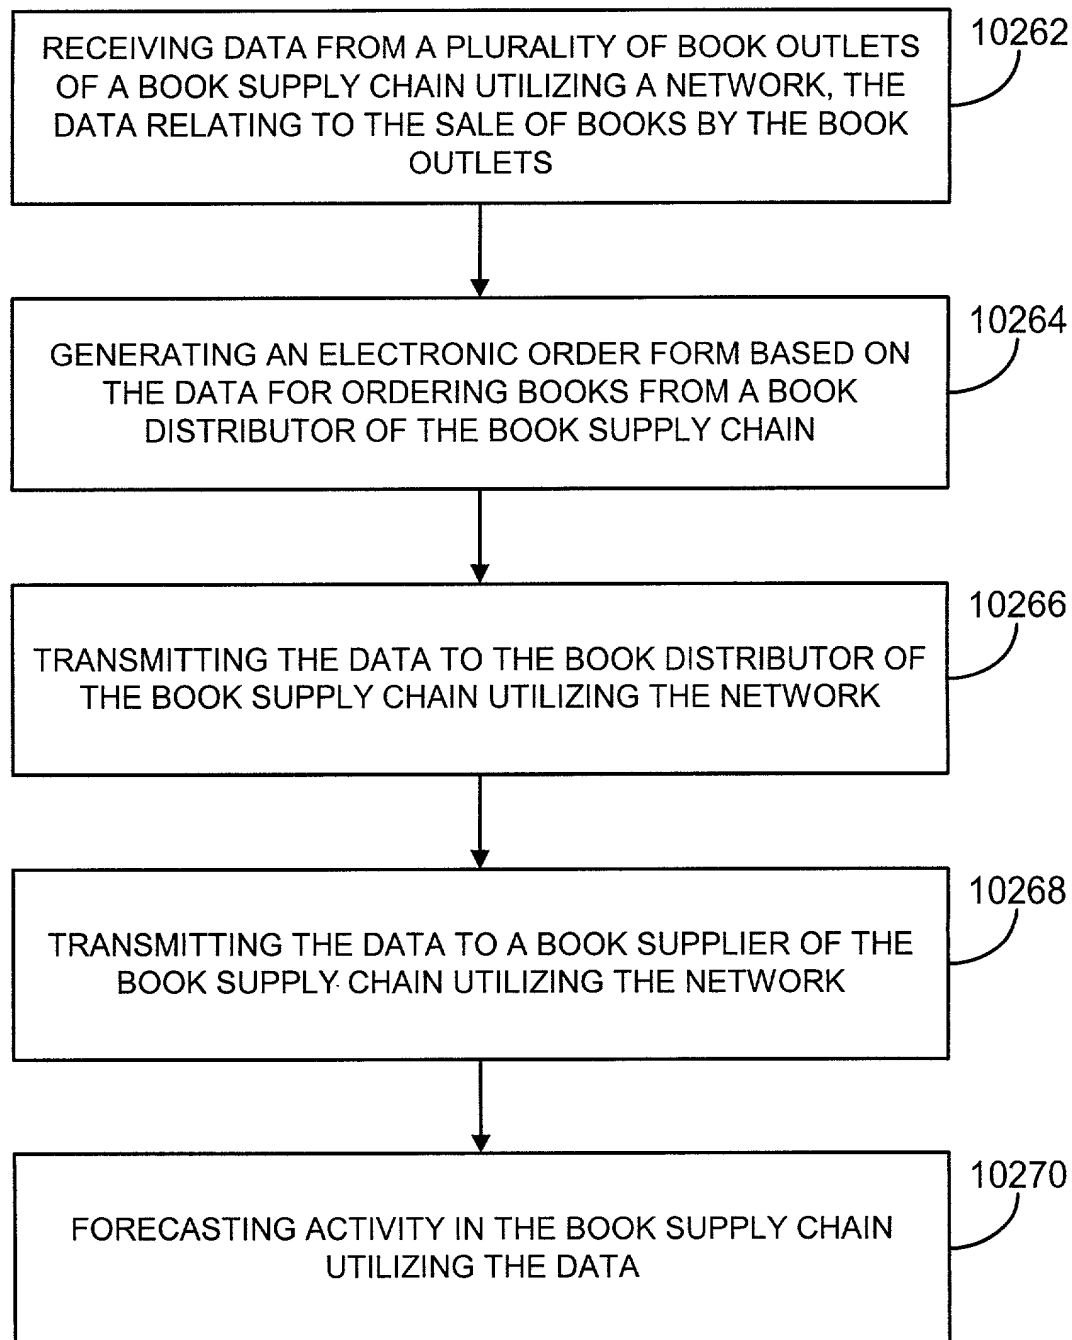 10262
RECEIVING DATA FROM A PLURALITY OF BOOK OUTLETS
OF A BOOK SUPPLY CHAIN UTILIZING A NETWORK, THE
DATA RELATING TO THE SALE OF BOOKS BY THE BOOK
OUTLETS
10264
GENERATING AN ELECTRONIC ORDER FORM BASED ON
THE DATA FOR ORDERING BOOKS FROM A BOOK
DISTRIBUTOR OF THE BOOK SUPPLY CHAIN
10266
TRANSMITTING THE DATA TO THE BOOK DISTRIBUTOR OF
THE BOOK SUPPLY CHAIN UTILIZING THE NETWORK
10268
TRANSMITTING THE DATA TO A BOOK SUPPLIER OF THE
BOOK SUPPLY CHAIN UTILIZING THE NETWORK
10270
FORECASTING ACTIVITY IN THE BOOK SUPPLY CHAIN
UTILIZING THE DATA